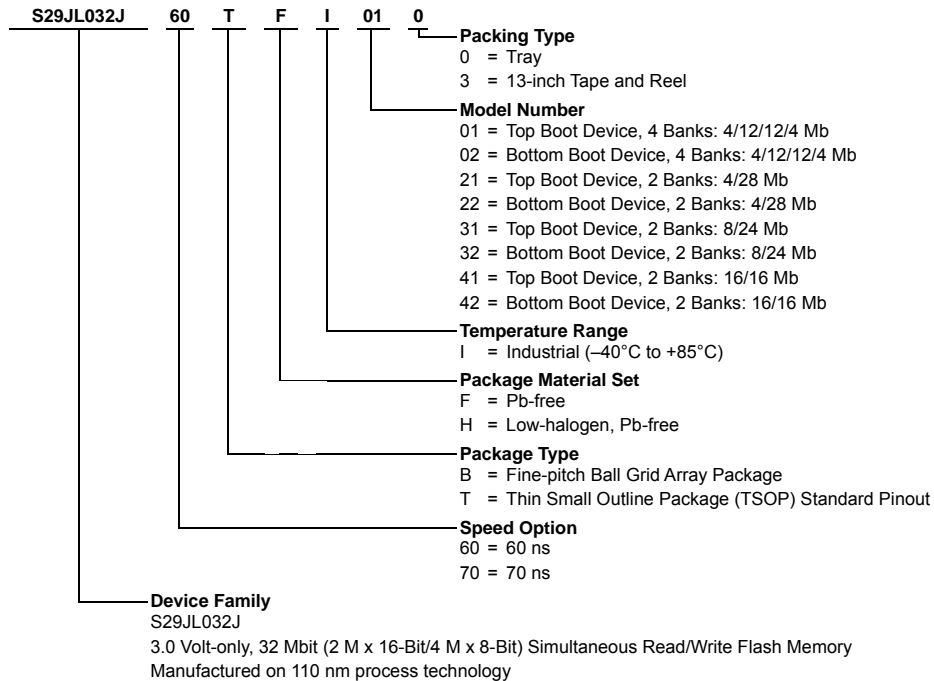 S29JL032J 60 T F I 01 0
Packing Type
0 = Tray
3 = 13-inch Tape and Reel
Model Number
01 = Top Boot Device, 4 Banks: 4/12/12/4 Mb
02 = Bottom Boot Device, 4 Banks: 4/12/12/4 Mb
21 = Top Boot Device, 2 Banks: 4/28 Mb
22 = Bottom Boot Device, 2 Banks: 4/28 Mb
31 = Top Boot Device, 2 Banks: 8/24 Mb
32 = Bottom Boot Device, 2 Banks: 8/24 Mb
41 = Top Boot Device, 2 Banks: 16/16 Mb
42 = Bottom Boot Device, 2 Banks: 16/16 Mb
Temperature Range
I = Industrial (–40°C to +85°C)
Package Material Set
F = Pb-free
H = Low-halogen, Pb-free
Package Type
B = Fine-pitch Ball Grid Array Package
T = Thin Small Outline Package (TSOP) Standard Pinout
Speed Option
60 = 60 ns
70 = 70 ns
Device Family
S29JL032J
3.0 Volt-only, 32 Mbit (2 M x 16-Bit/4 M x 8-Bit) Simultaneous Read/Write Flash Memory
Manufactured on 110 nm process technology